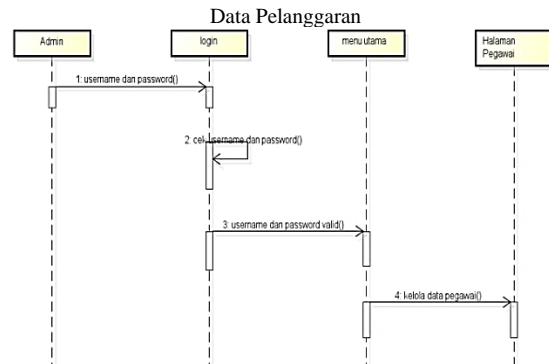 Data Pelanggaran
Admin
login
menu utama
Halaman
Pegawai
1: username dan password()
2: cek username dan password()
3: username dan password valid()
4: kelola data pegawai()